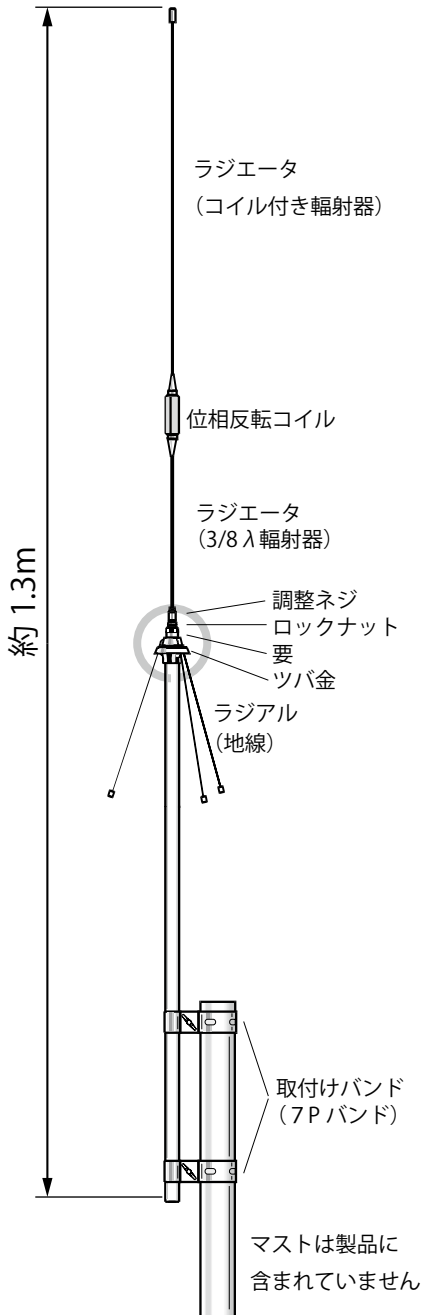 ラジエータ
（コイル付き輻射器）
位相反転コイル
ラジエータ
（3/8 λ輻射器）
約 1.3m
調整ネジ
ロックナット
要
ツバ金
ラジアル
（地線）
取付けバンド
（７P バンド）
マストは製品に
含まれていません